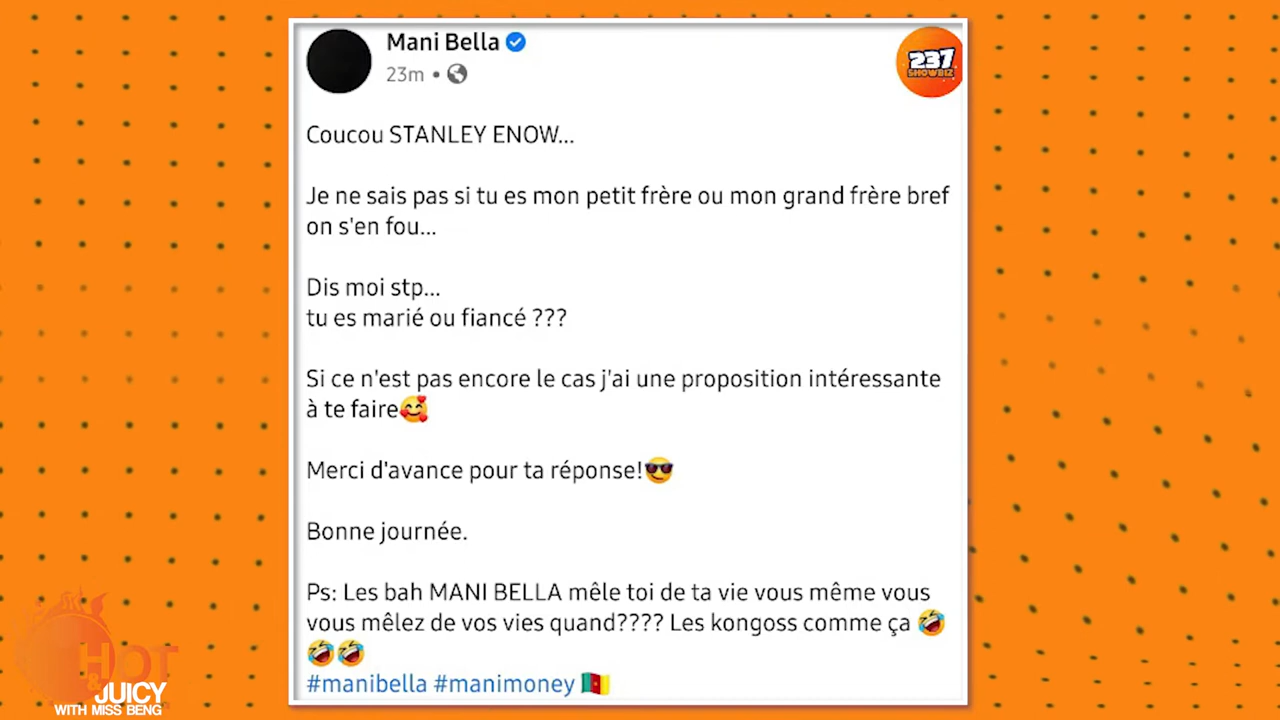 Mani Bella
23m •
237
SHOWBIZ
Coucou STANLEY ENOW...
Je ne sais pas si tu es mon petit frère ou mon grand frère bref
on s'en fou...
Dis moi stp...
tu es marié ou fiancé ???
Si ce n'est pas encore le cas j'ai une proposition intéressante
à te faire🥰
Merci d'avance pour ta réponse!😎
Bonne journée.
Ps: Les bah MANI BELLA mêle toi de ta vie vous même vous
vous mêlez de vos vies quand???? Les kongoss comme ça 🤣
🤣🤣
#manibella #manimoney 🇨🇲
HOT
& JUICY
WITH MISS BENG